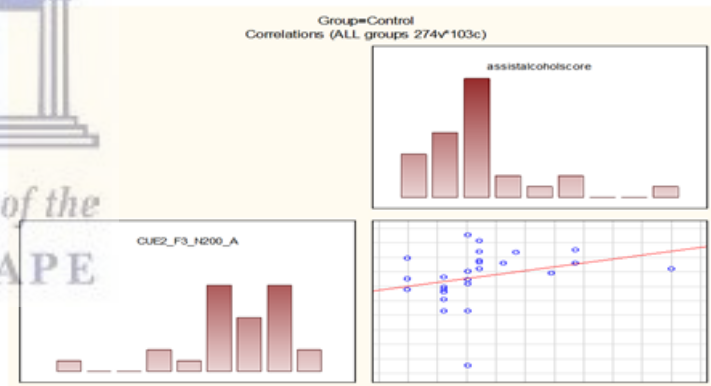 Group=Control
Correlations (ALL groups 274v*103c)
assistalcoholscore
of the
CUE2_F3_N200_A
APE